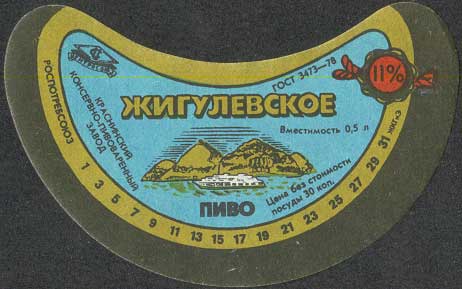 РОСПОТРЕБСОЮЗ
КРАСНИНСКИЙ
КОНСЕРВНО-ПИВОВАРЕННЫЙ
ЗАВОД
ГОСТ 3473—78
11%
ЖИГУЛЕВСКОЕ
Вместимость 0,5 л
ПИВО
Цена без стоимости
посуды 30 коп.
1 3 5 7 9 11 13 15 17 19 21 23 25 27 29 31